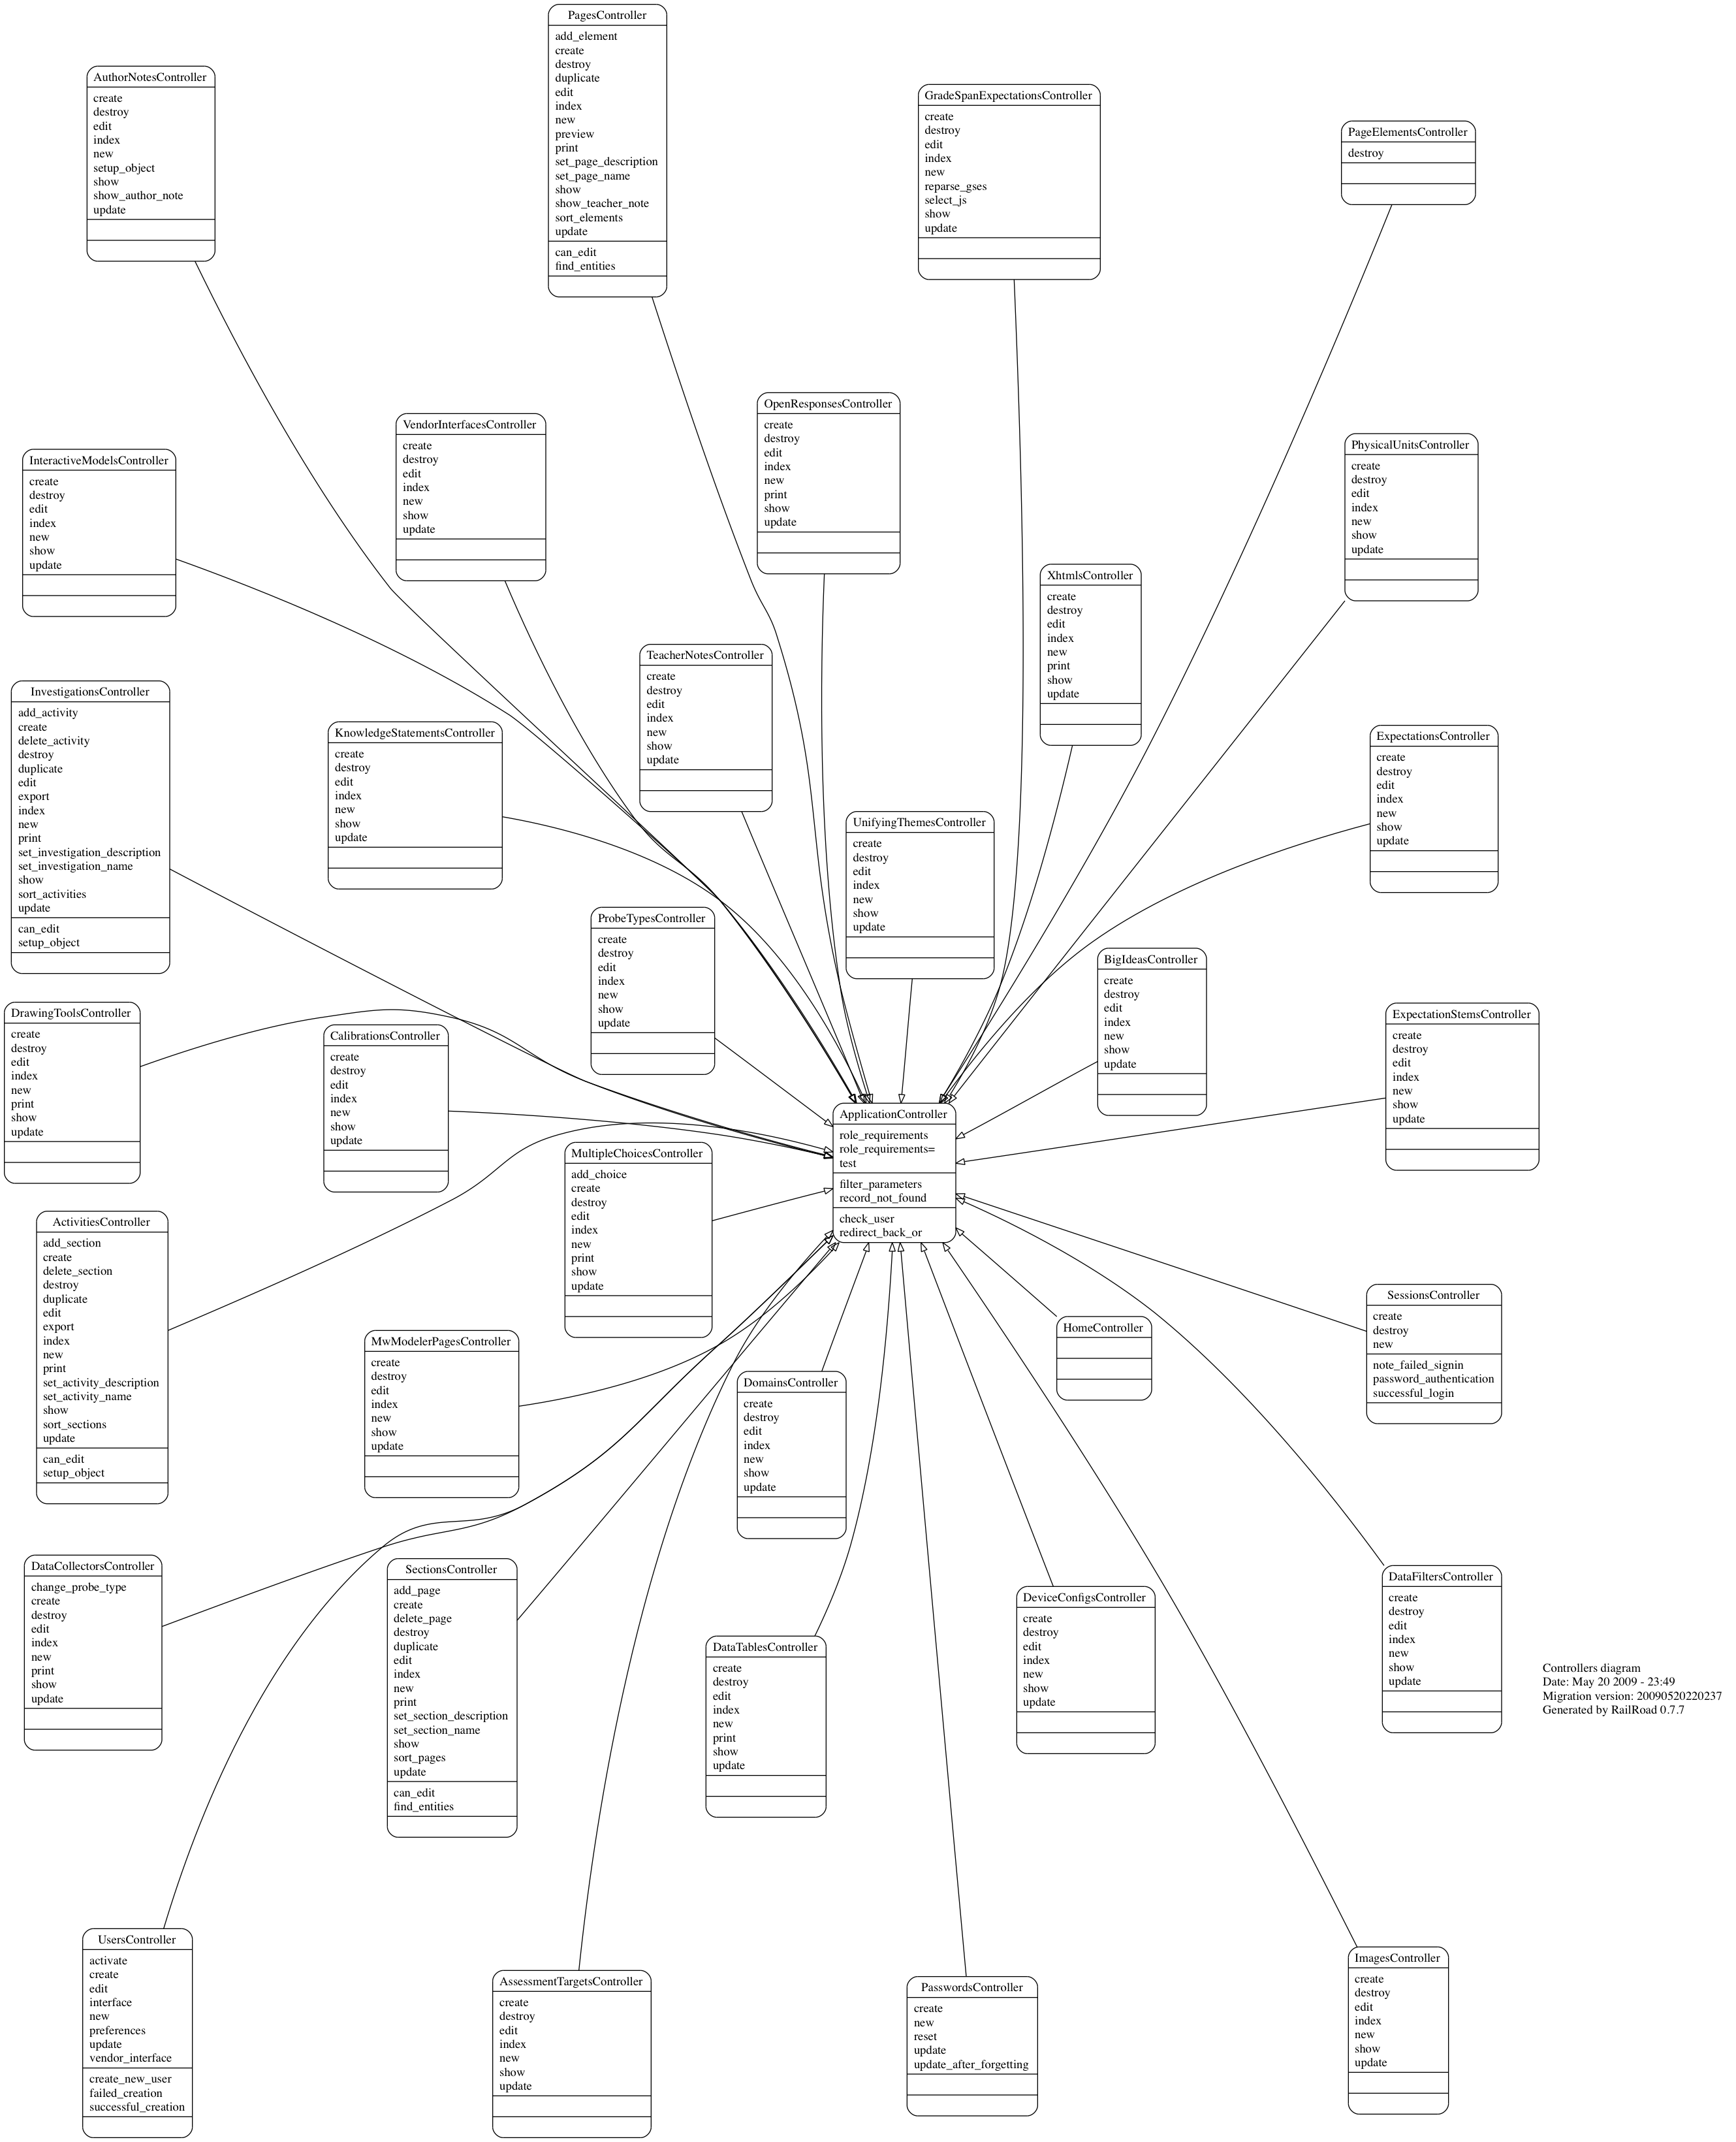 PagesController
add_element
create
destroy
duplicate
edit
index
new
preview
print
set_page_description
set_page_name
show
show_teacher_note
sort_elements
update
can_edit
find_entities
AuthorNotesController
create
destroy
edit
index
new
setup_object
show
show_author_note
update
GradeSpanExpectationsController
create
destroy
edit
index
new
reparse_gses
select_js
show
update
PageElementsController
destroy
OpenResponsesController
create
destroy
edit
index
new
print
show
update
VendorInterfacesController
create
destroy
edit
index
new
show
update
PhysicalUnitsController
create
destroy
edit
index
new
show
update
InteractiveModelsController
create
destroy
edit
index
new
show
update
XhtmlsController
create
destroy
edit
index
new
print
show
update
TeacherNotesController
create
destroy
edit
index
new
show
update
InvestigationsController
add_activity
create
delete_activity
destroy
duplicate
edit
export
index
new
print
set_investigation_description
set_investigation_name
show
sort_activities
update
can_edit
setup_object
KnowledgeStatementsController
create
destroy
edit
index
new
show
update
ExpectationsController
create
destroy
edit
index
new
show
update
UnifyingThemesController
create
destroy
edit
index
new
show
update
ProbeTypesController
create
destroy
edit
index
new
show
update
BigIdeasController
create
destroy
edit
index
new
show
update
DrawingToolsController
create
destroy
edit
index
new
print
show
update
ExpectationStemsController
create
destroy
edit
index
new
show
update
CalibrationsController
create
destroy
edit
index
new
show
update
ApplicationController
role_requirements
role_requirements=
test
filter_parameters
record_not_found
check_user
redirect_back_or
MultipleChoicesController
add_choice
create
destroy
edit
index
new
print
show
update
ActivitiesController
add_section
create
delete_section
destroy
duplicate
edit
export
index
new
print
set_activity_description
set_activity_name
show
sort_sections
update
can_edit
setup_object
SessionsController
create
destroy
new
note_failed_signin
password_authentication
successful_login
HomeController
MwModelerPagesController
create
destroy
edit
index
new
show
update
DomainsController
create
destroy
edit
index
new
show
update
DataCollectorsController
change_probe_type
create
destroy
edit
index
new
print
show
update
SectionsController
add_page
create
delete_page
destroy
duplicate
edit
index
new
print
set_section_description
set_section_name
show
sort_pages
update
can_edit
find_entities
DataFiltersController
create
destroy
edit
index
new
show
update
DeviceConfigsController
create
destroy
edit
index
new
show
update
DataTablesController
create
destroy
edit
index
new
print
show
update
Controllers diagram
Date: May 20 2009 - 23:49
Migration version: 20090520220237
Generated by RailRoad 0.7.7
UsersController
activate
create
edit
interface
new
preferences
update
vendor_interface
create_new_user
failed_creation
successful_creation
AssessmentTargetsController
create
destroy
edit
index
new
show
update
PasswordsController
create
new
reset
update
update_after_forgetting
ImagesController
create
destroy
edit
index
new
show
update